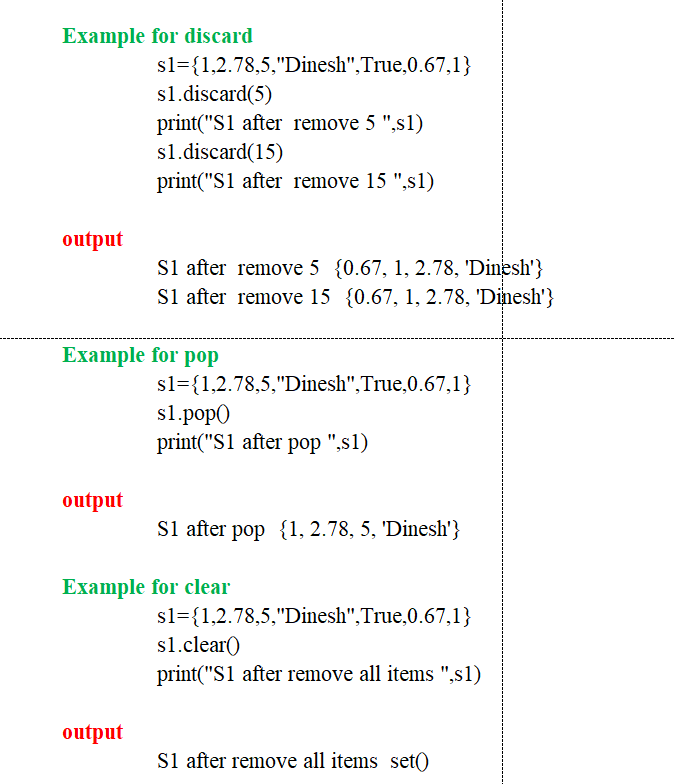 Example for discard
s1={1,2.78,5,"Dinesh",True,0.67,1}
s1.discard(5)
print("S1 after  remove 5 ",s1)
s1.discard(15)
print("S1 after  remove 15 ",s1)
output
S1 after  remove 5  {0.67, 1, 2.78, 'Dinesh'}
S1 after  remove 15  {0.67, 1, 2.78, 'Dinesh'}
Example for pop
s1={1,2.78,5,"Dinesh",True,0.67,1}
s1.pop()
print("S1 after pop ",s1)
output
S1 after pop  {1, 2.78, 5, 'Dinesh'}
Example for clear
s1={1,2.78,5,"Dinesh",True,0.67,1}
s1.clear()
print("S1 after remove all items ",s1)
output
S1 after remove all items  set()